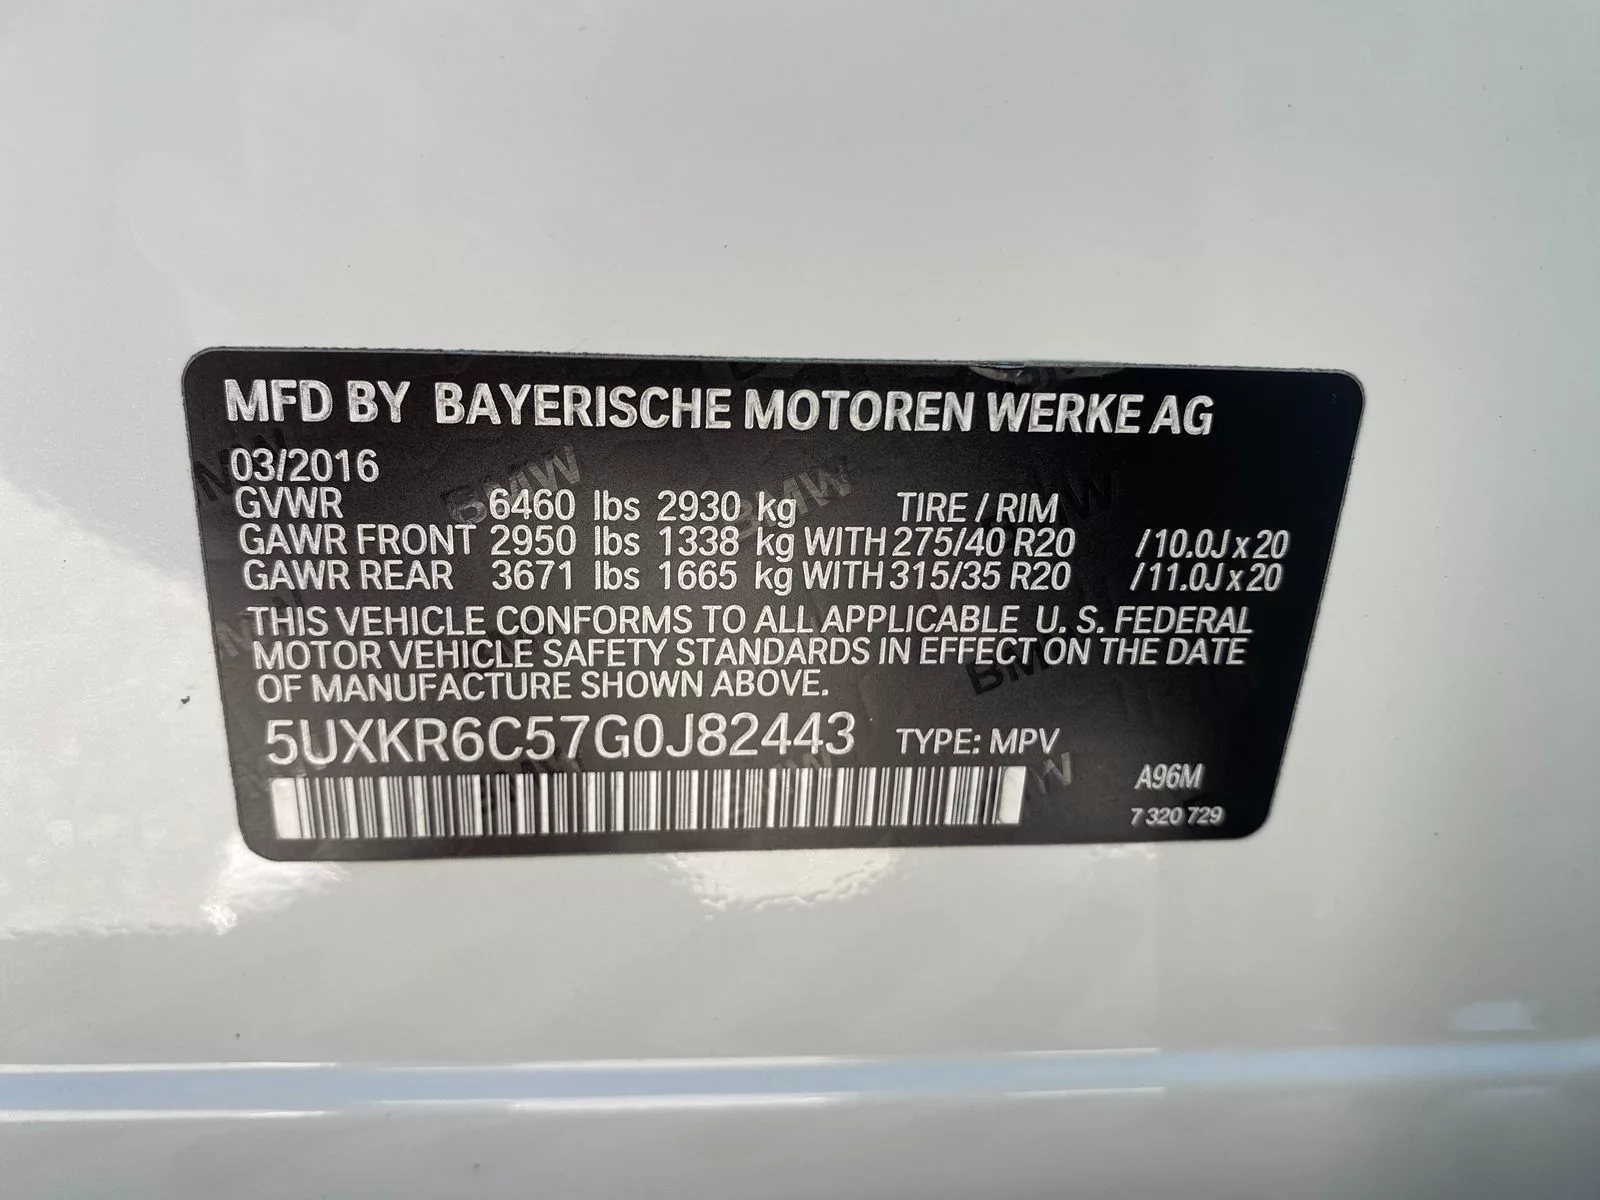 MFD BY BAYERISCHE MOTOREN WERKE AG
03/2016
GVWR 6460 lbs 2930 kg TIRE / RIM
GAWR FRONT 2950 lbs 1338 kg WITH 275/40 R20 /10.0J x 20
GAWR REAR 3671 lbs 1665 kg WITH 315/35 R20 /11.0J x 20
THIS VEHICLE CONFORMS TO ALL APPLICABLE U. S. FEDERAL
MOTOR VEHICLE SAFETY STANDARDS IN EFFECT ON THE DATE
OF MANUFACTURE SHOWN ABOVE.
5UXKR6C57G0J82443 TYPE: MPV
A96M
7 320 729